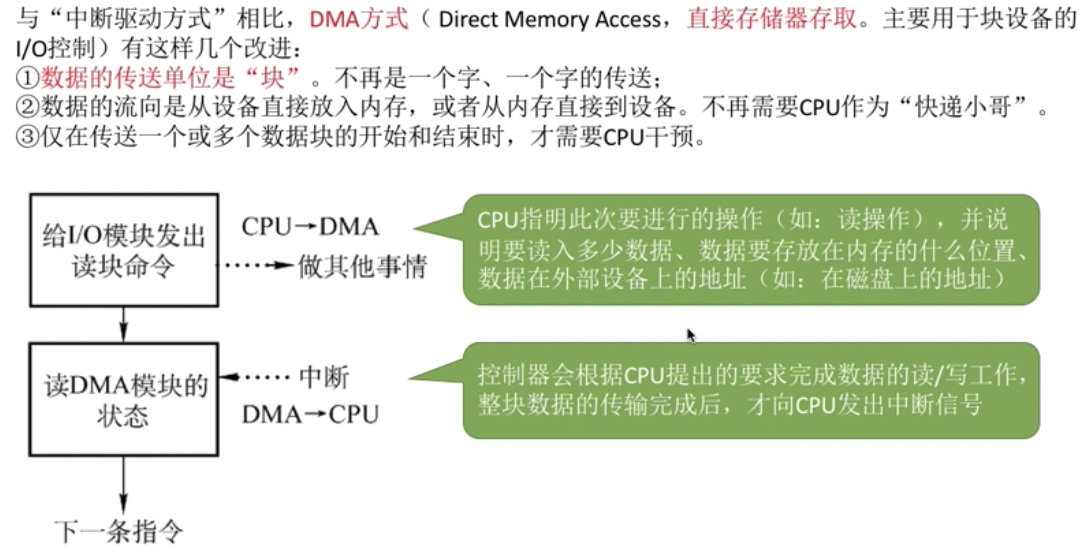 与“中断驱动方式”相比，DMA方式（ Direct Memory Access，直接存储器存取。主要用于块设备的
I/O控制）有这样几个改进：
①数据的传送单位是“块”。不再是一个字、一个字的传送；
②数据的流向是从设备直接放入内存，或者从内存直接到设备。不再需要CPU作为“快递小哥”。
③仅在传送一个或多个数据块的开始和结束时，才需要CPU干预。
给I/O模块发出
读块命令
CPU→DMA
做其他事情
CPU指明此次要进行的操作（如：读操作），并说
明要读入多少数据、数据要存放在内存的什么位置、
数据在外部设备上的地址（如：在磁盘上的地址）
读DMA模块的
状态
中断
DMA→CPU
控制器会根据CPU提出的要求完成数据的读/写工作，
整块数据的传输完成后，才向CPU发出中断信号
下一条指令